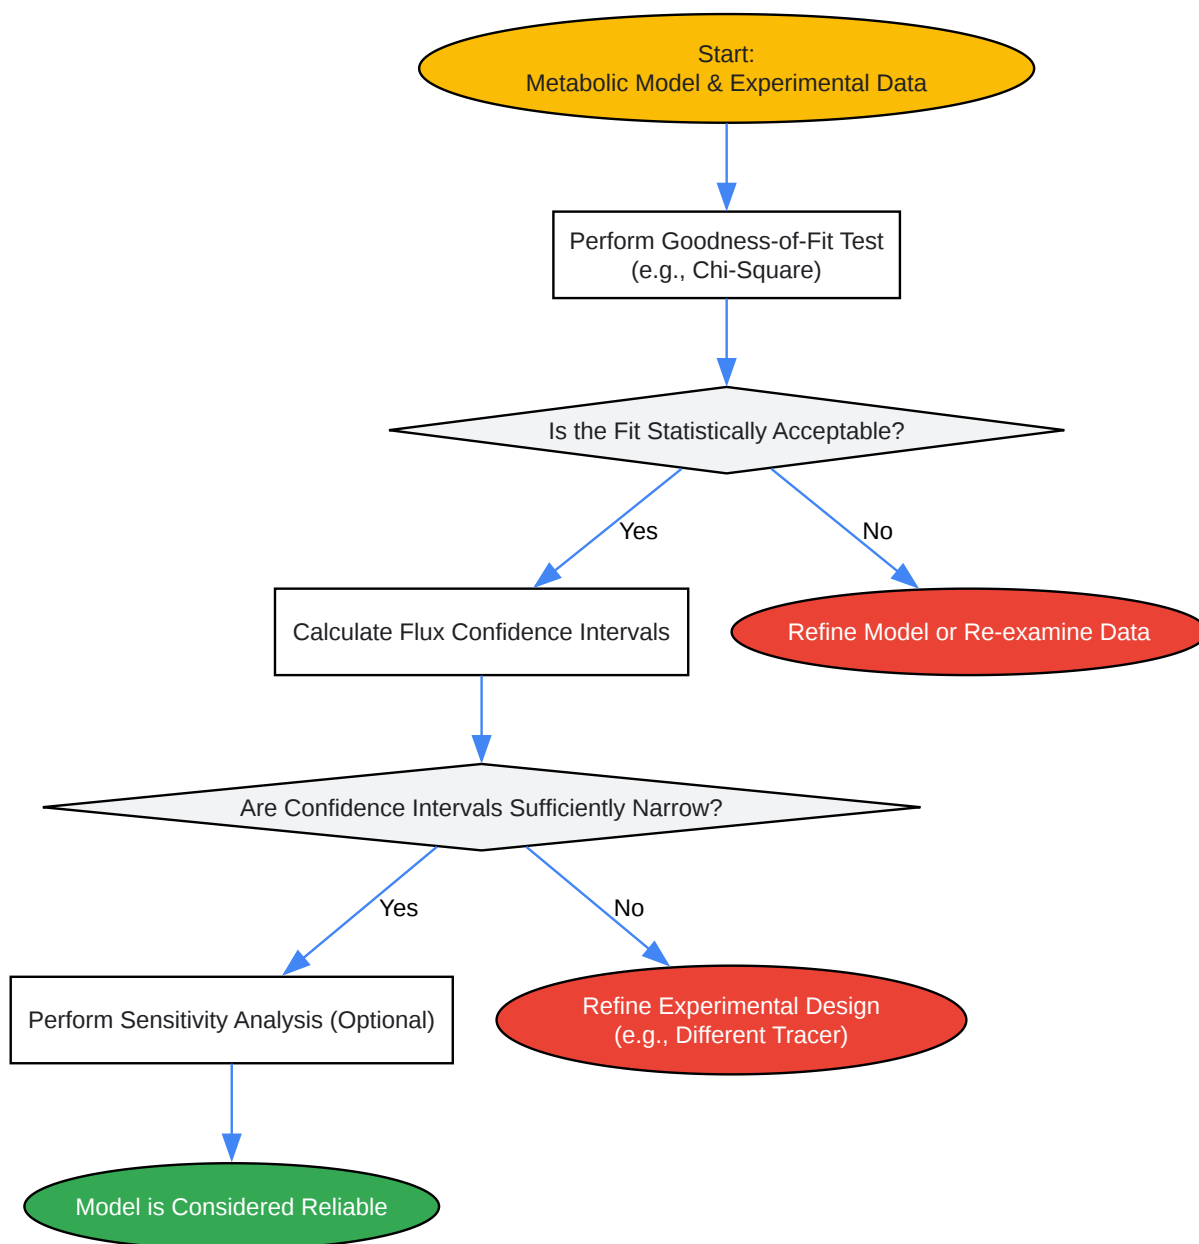 Start:
Metabolic Model & Experimental Data
Perform Goodness-of-Fit Test
(e.g., Chi-Square)
Is the Fit Statistically Acceptable?
Yes
No
Calculate Flux Confidence Intervals
Refine Model or Re-examine Data
Are Confidence Intervals Sufficiently Narrow?
Yes
No
Perform Sensitivity Analysis (Optional)
Refine Experimental Design
(e.g., Different Tracer)
Model is Considered Reliable